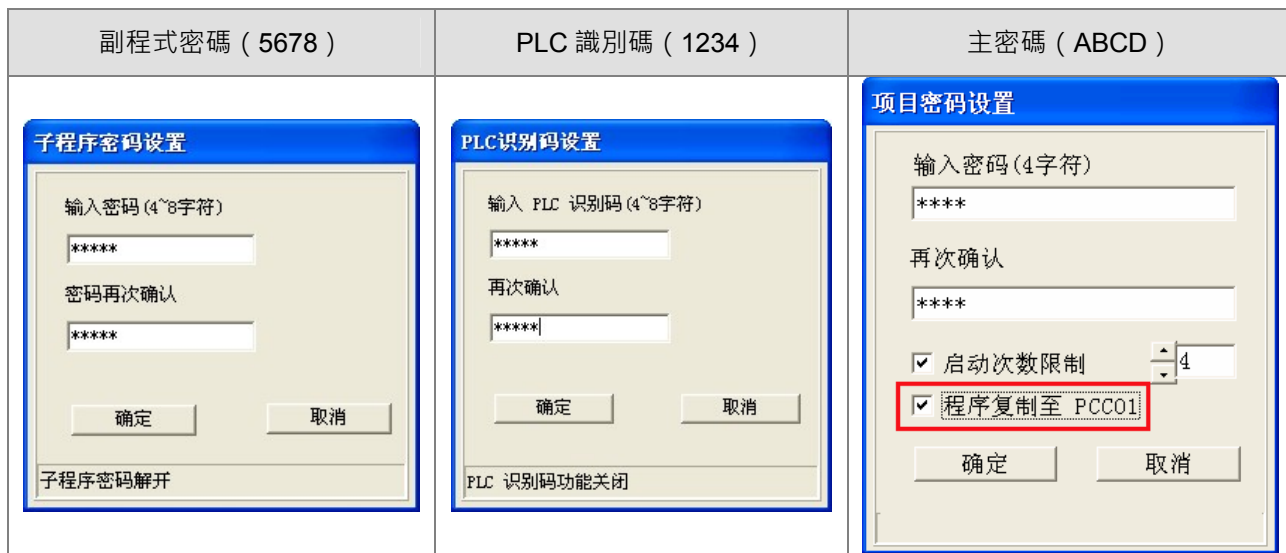 副程式密碼（5678）
PLC 識別碼（1234）
主密碼（ABCD）
子程序密码设置
输入密码(4~8字符)
*****
密码再次确认
*****
确定
取消
子程序密码解开
PLC识别码设置
输入 PLC 识别码(4~8字符)
*****
再次确认
*****
确定
取消
PLC 识别码功能关闭
项目密码设置
输入密码(4字符)
****
再次确认
****
启动次数限制
4
程序复制至 PCC01
确定
取消